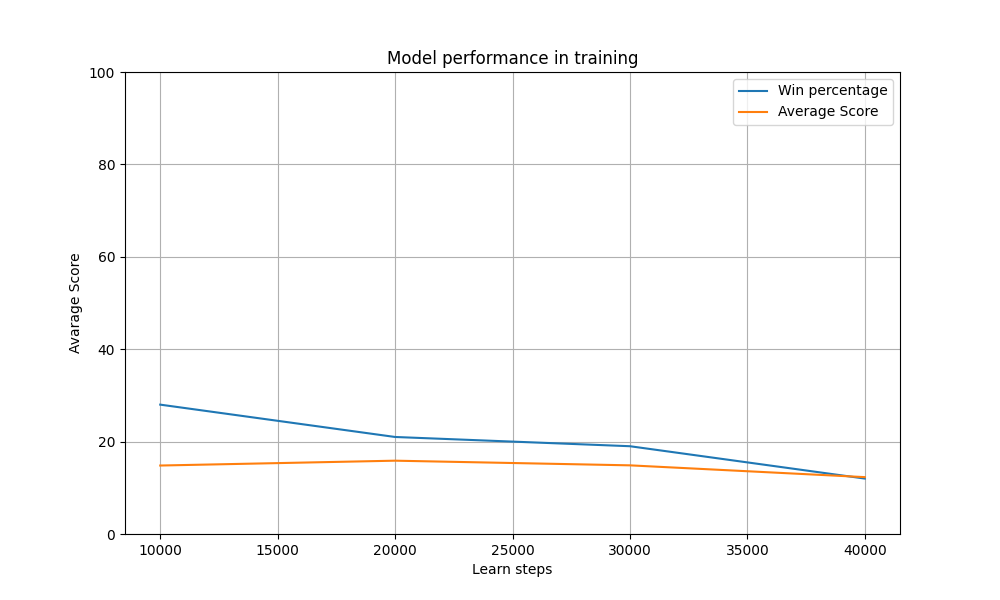 Model performance in training
Win percentage
Average Score
100
80
60
40
20
0
Avarage Score
10000 15000 20000 25000 30000 35000 40000
Learn steps